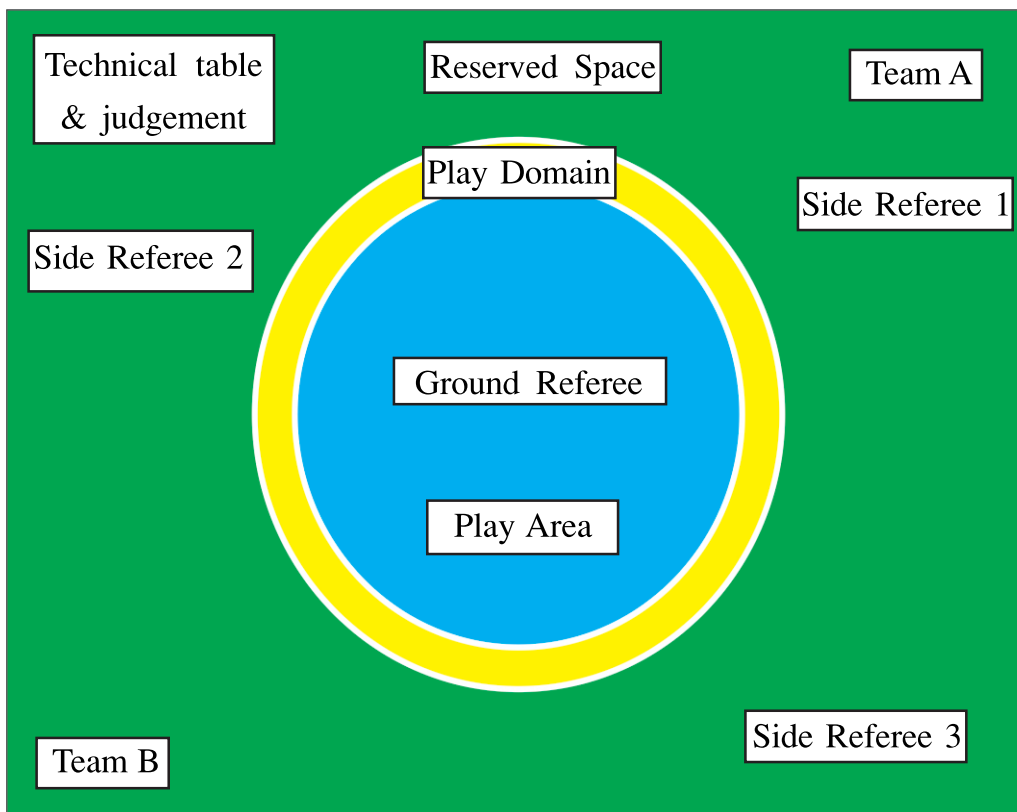 Technical table
& judgement
Reserved Space
Team A
Play Domain
Side Referee 1
Side Referee 2
Ground Referee
Play Area
Side Referee 3
Team B